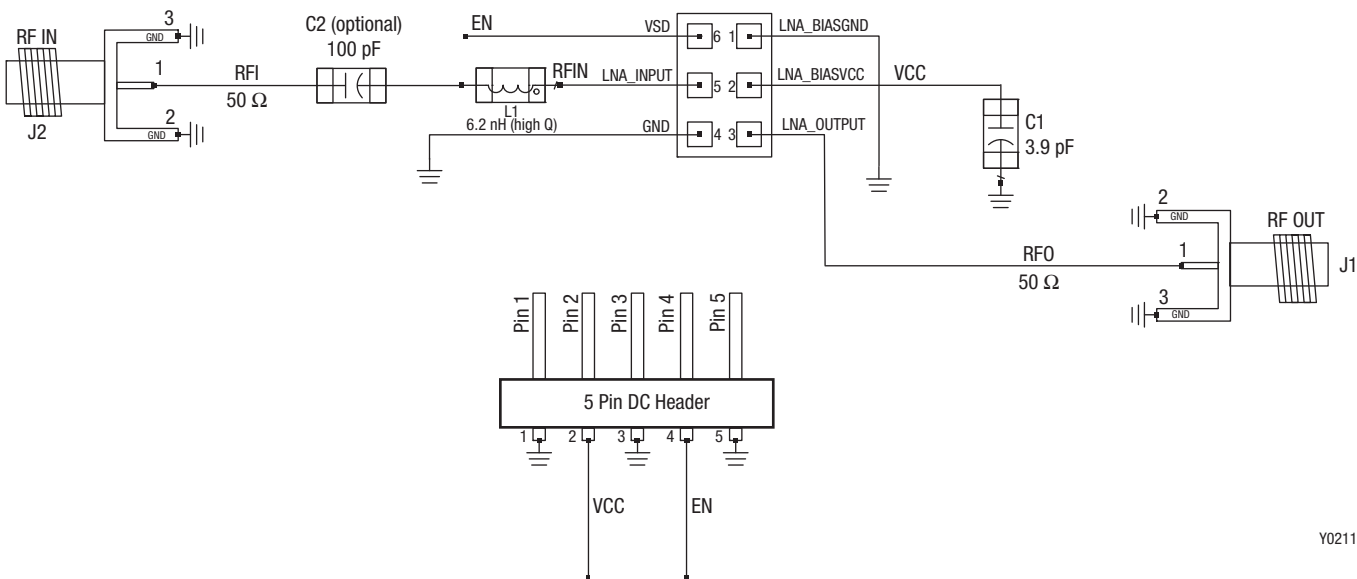 RF IN
3
GND
1
2
GND
J2
RFI
50 Ω
C2 (optional)
100 pF
EN
L1
6.2 nH (high Q)
RFIN
VSD
LNA_INPUT
GND
6 1
5 2
4 3
LNA_BIASGND
LNA_BIASVCC
LNA_OUTPUT
VCC
C1
3.9 pF
RFO
50 Ω
2
GND
1
3
GND
RF OUT
J1
Pin 1
Pin 2
Pin 3
Pin 4
Pin 5
5 Pin DC Header
1 2 3 4 5
VCC
EN
Y0211